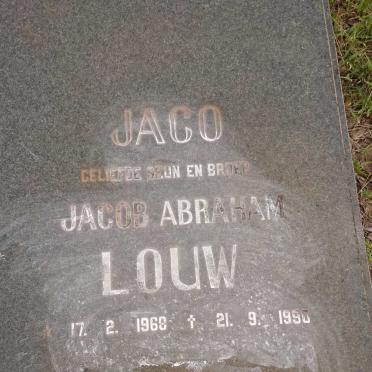 JACO
GELIEFDE SEUN EN BROER
JACOB ABRAHAM
LOUW
17. 2. 1968 ✝ 21. 9. 1990